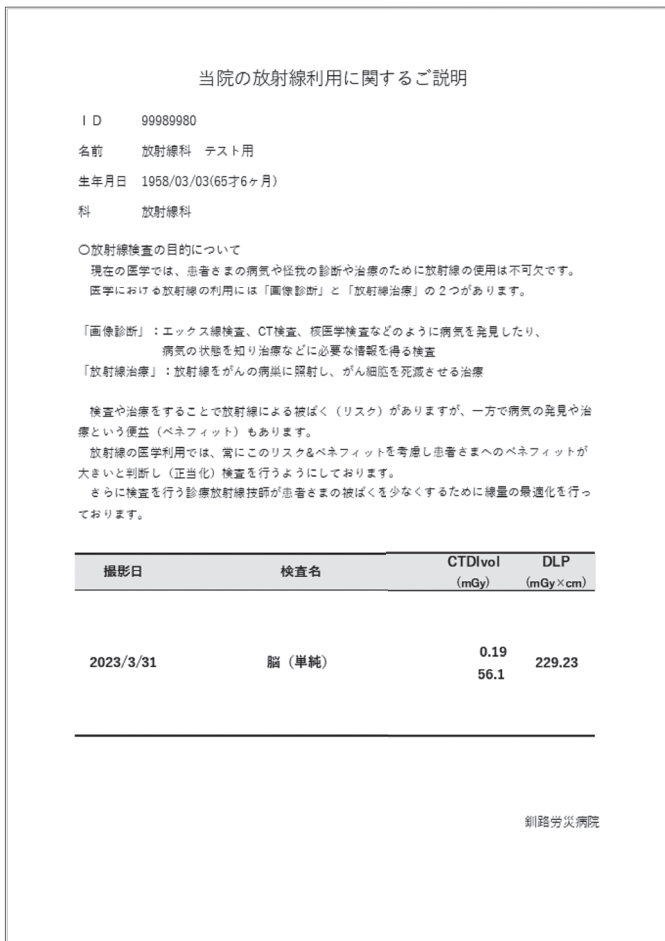 当院の放射線利用に関するご説明
ID 99989980
名前 放射線科 テスト用
生年月日 1958/03/03(65才6ヶ月)
科 放射線科
〇放射線検査の目的について
現在の医学では、患者さまの病気や怪我の診断や治療のために放射線の使用は不可欠です。
医学における放射線の利用には「画像診断」と「放射線治療」の２つがあります。
「画像診断」：エックス線検査、CT検査、核医学検査などのように病気を発見したり、
病気の状態を知り治療などに必要な情報を得る検査
「放射線治療」：放射線をがんの病巣に照射し、がん細胞を死滅させる治療
検査や治療をすることで放射線による被ばく（リスク）がありますが、一方で病気の発見や治
療という便益（ベネフィット）もあります。
放射線の医学利用では、常にこのリスク&ベネフィットを考慮し患者さまへのベネフィットが
大きいと判断し（正当化）検査を行うようにしております。
さらに検査を行う診療放射線技師が患者さまの被ばくを少なくするために線量の最適化を行っ
ております。
撮影日 検査名 CTDIvol (mGy) DLP (mGy×cm)
2023/3/31 脳（単純） 0.19 56.1 229.23
釧路労災病院